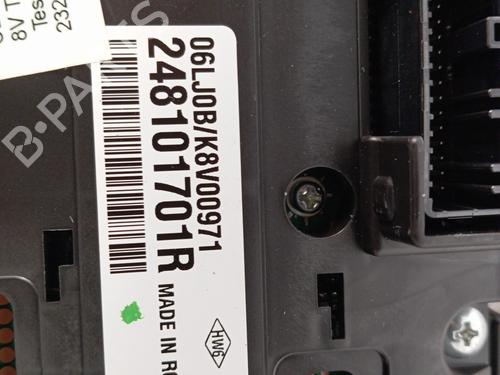 8V T
Tes
232
06LJ0B/K8V00971
248101701R
MADE IN RO
HW6
B-PARTS